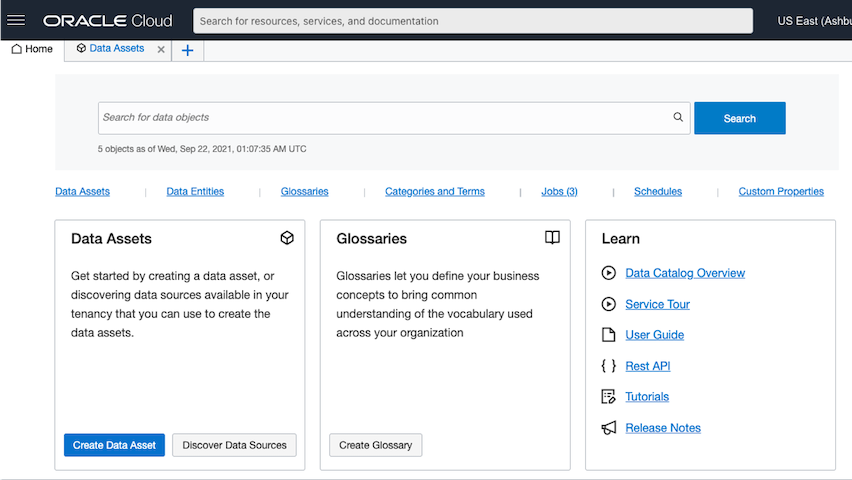 ORACLE Cloud
Search for resources, services, and documentation
US East (Ashbu
Home
Data Assets
Search for data objects
Search
5 objects as of Wed, Sep 22, 2021, 01:07:35 AM UTC
Data Assets | Data Entities | Glossaries | Categories and Terms | Jobs (3) | Schedules | Custom Properties
Data Assets
Get started by creating a data asset, or
discovering data sources available in your
tenancy that you can use to create the
data assets.
Create Data Asset
Discover Data Sources
Glossaries
Glossaries let you define your business
concepts to bring common
understanding of the vocabulary used
across your organization
Create Glossary
Learn
Data Catalog Overview
Service Tour
User Guide
Rest API
Tutorials
Release Notes